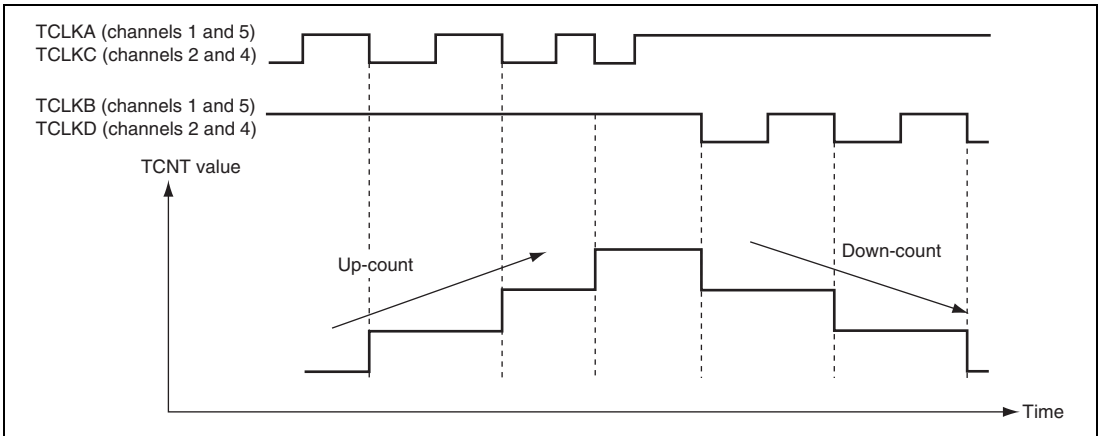 TCLKA (channels 1 and 5)
TCLKC (channels 2 and 4)
TCLKB (channels 1 and 5)
TCLKD (channels 2 and 4)
TCNT value
Up-count
Down-count
Time